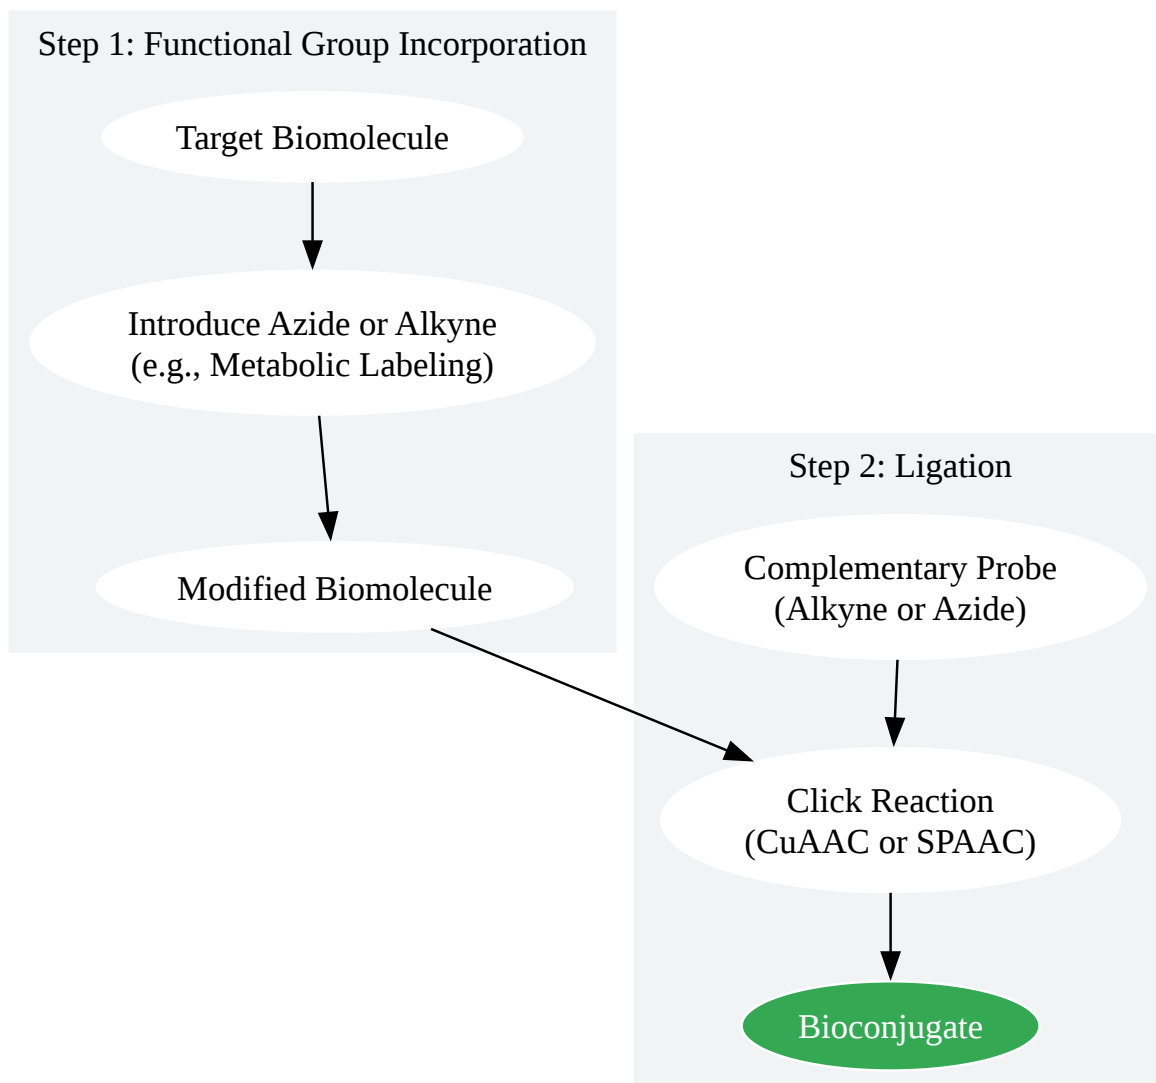 Step 1: Functional Group Incorporation
Target Biomolecule
Introduce Azide or Alkyne
(e.g., Metabolic Labeling)
Modified Biomolecule
Step 2: Ligation
Complementary Probe
(Alkyne or Azide)
Click Reaction
(CuAAC or SPAAC)
Bioconjugate